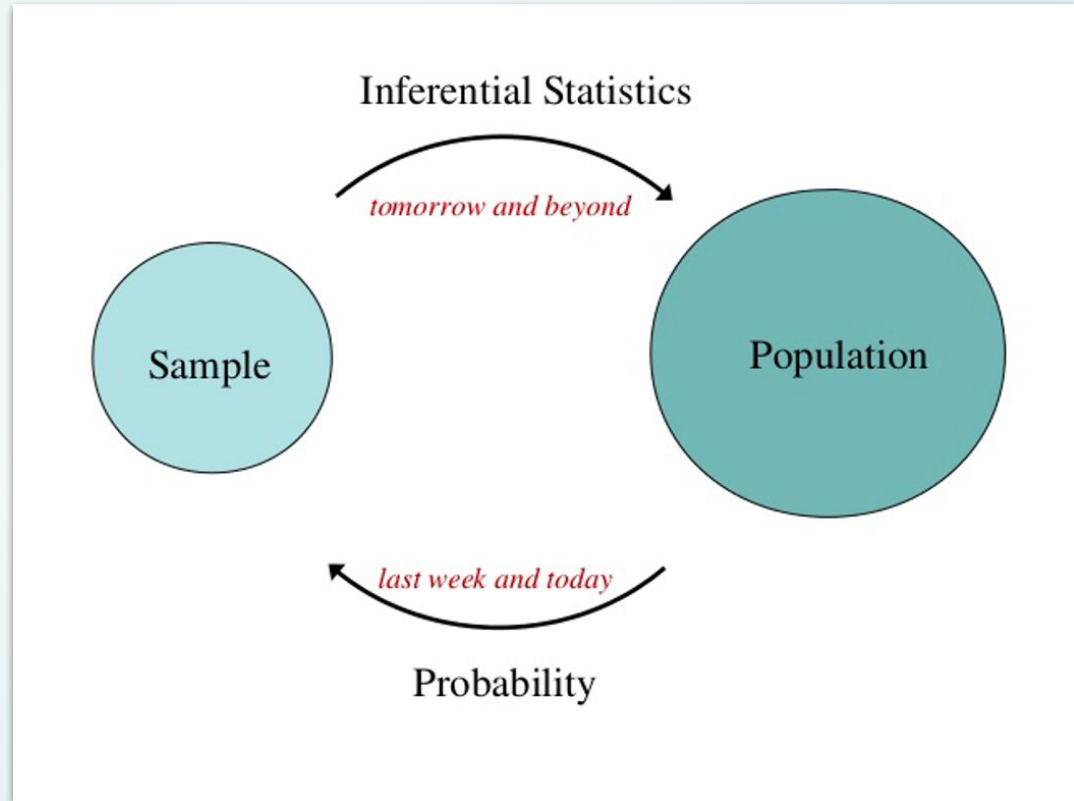 Inferential Statistics
tomorrow and beyond
Sample
Population
last week and today
Probability